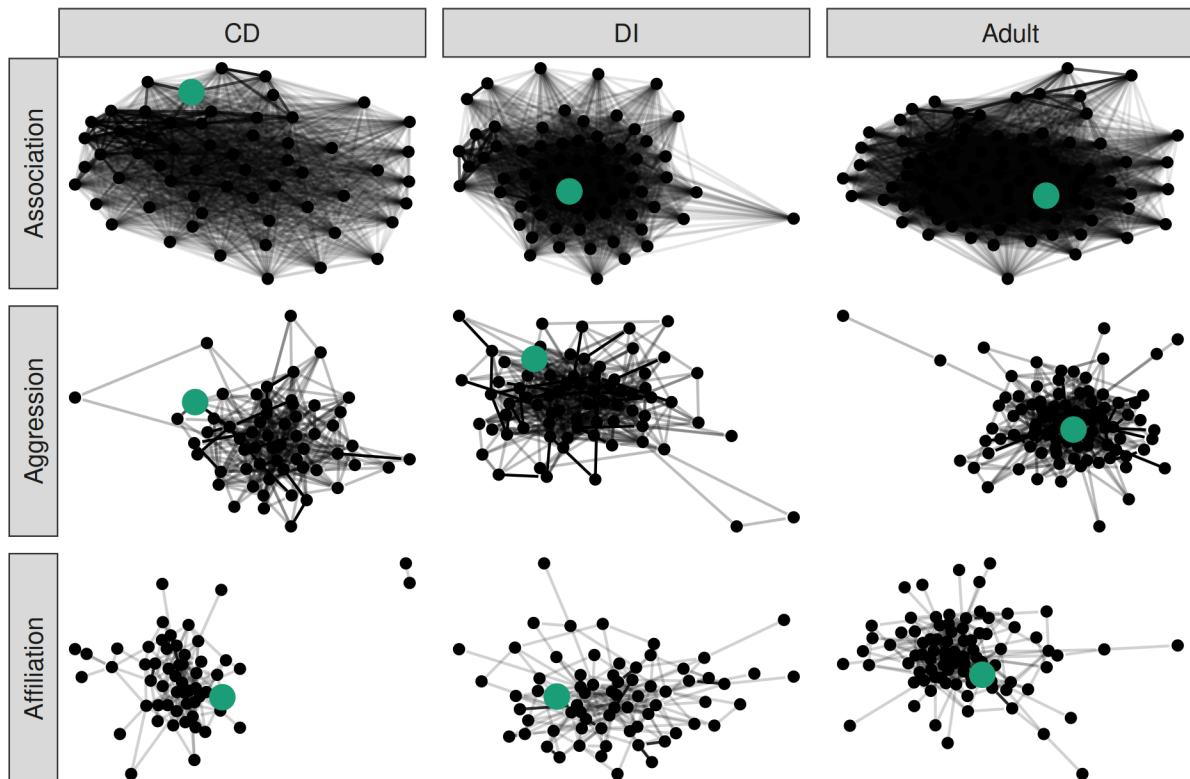 CD
DI
Adult
Association
Aggression
Affiliation